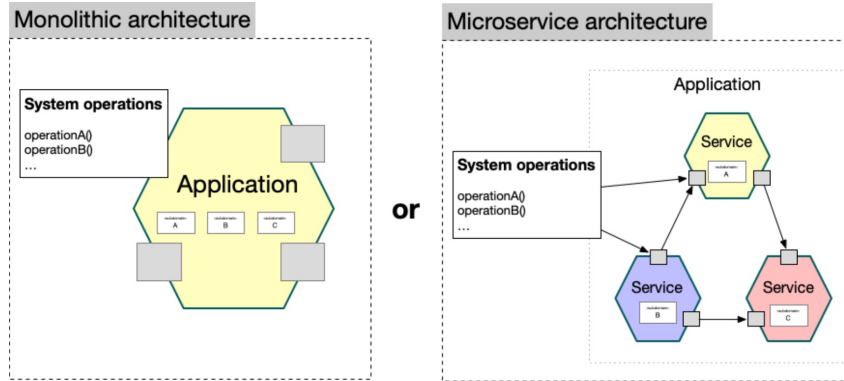 Monolithic architecture
System operations
operationA()
operationB()
...
Application
A
B
C
or
Microservice architecture
Application
System operations
operationA()
operationB()
...
Service
A
Service
B
Service
C